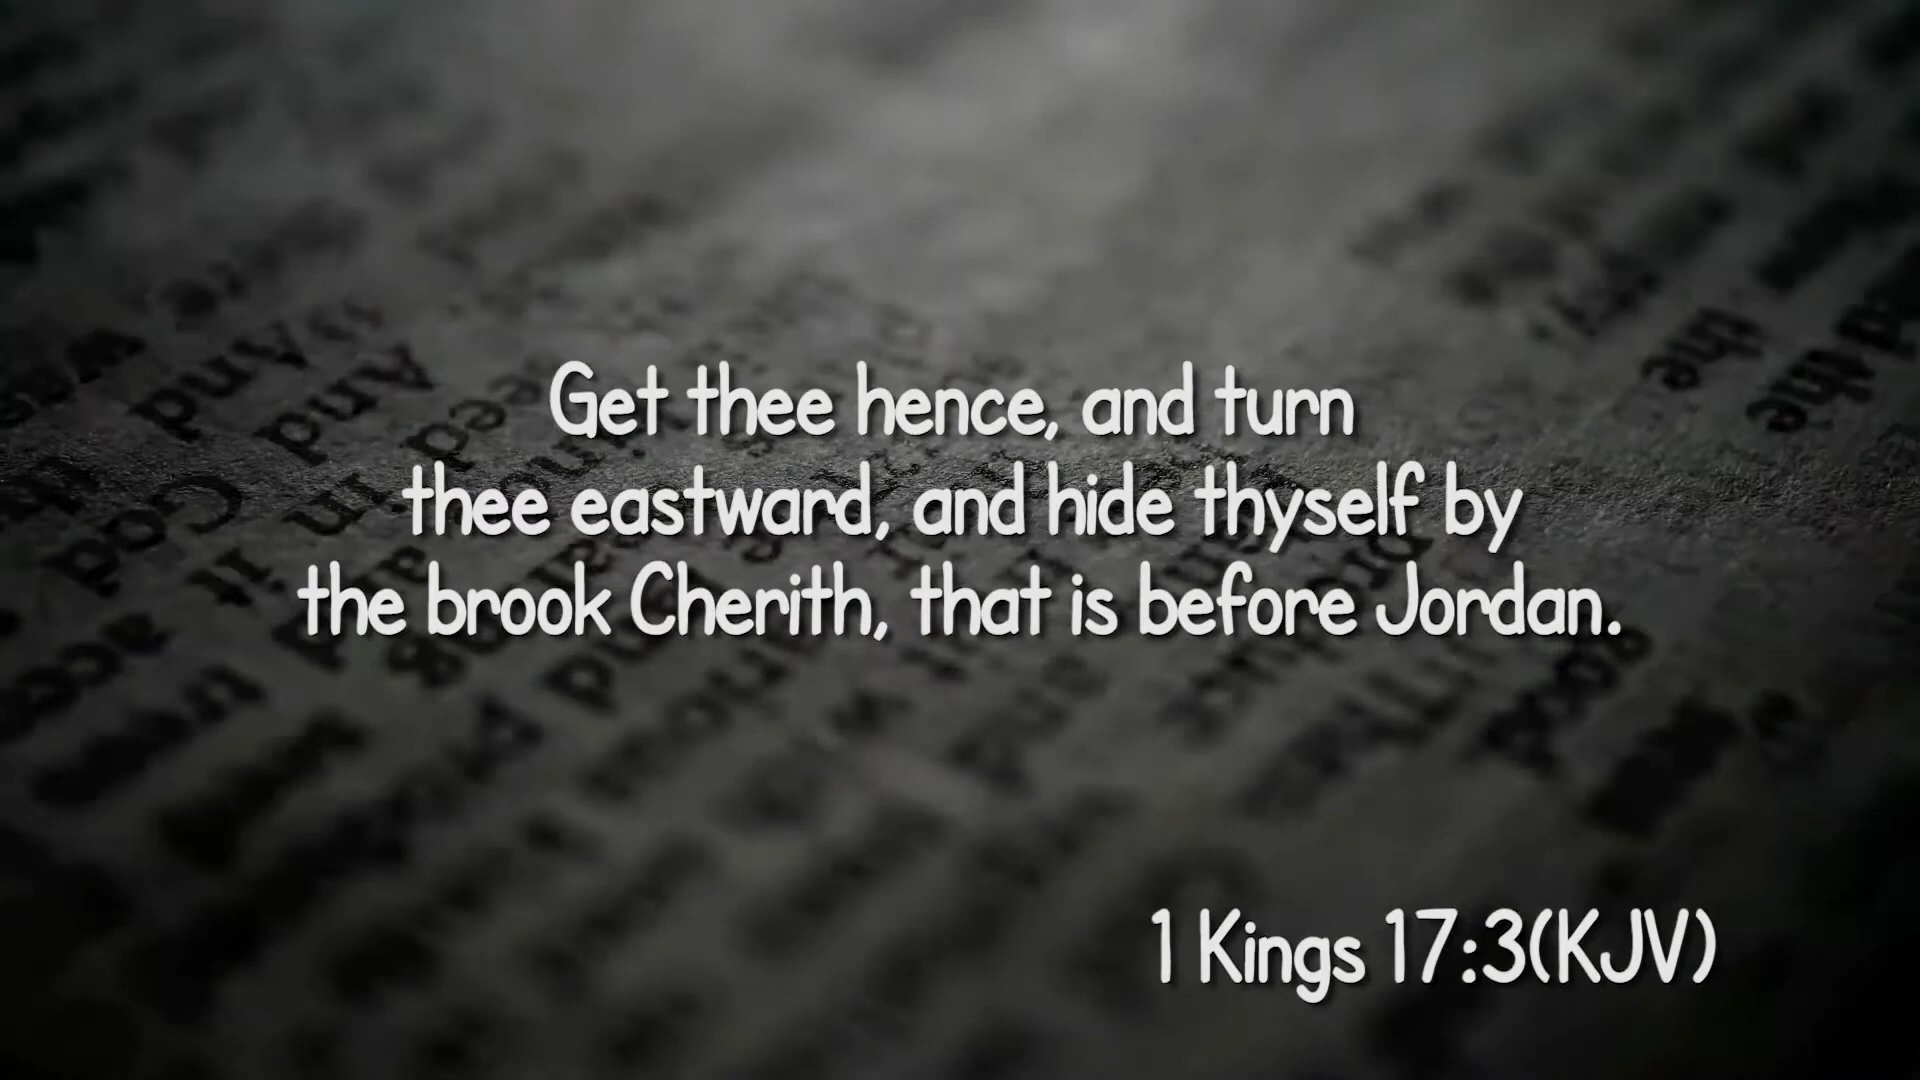 Get thee hence, and turn
thee eastward, and hide thyself by
the brook Cherith, that is before Jordan.
1 Kings 17:3(KJV)